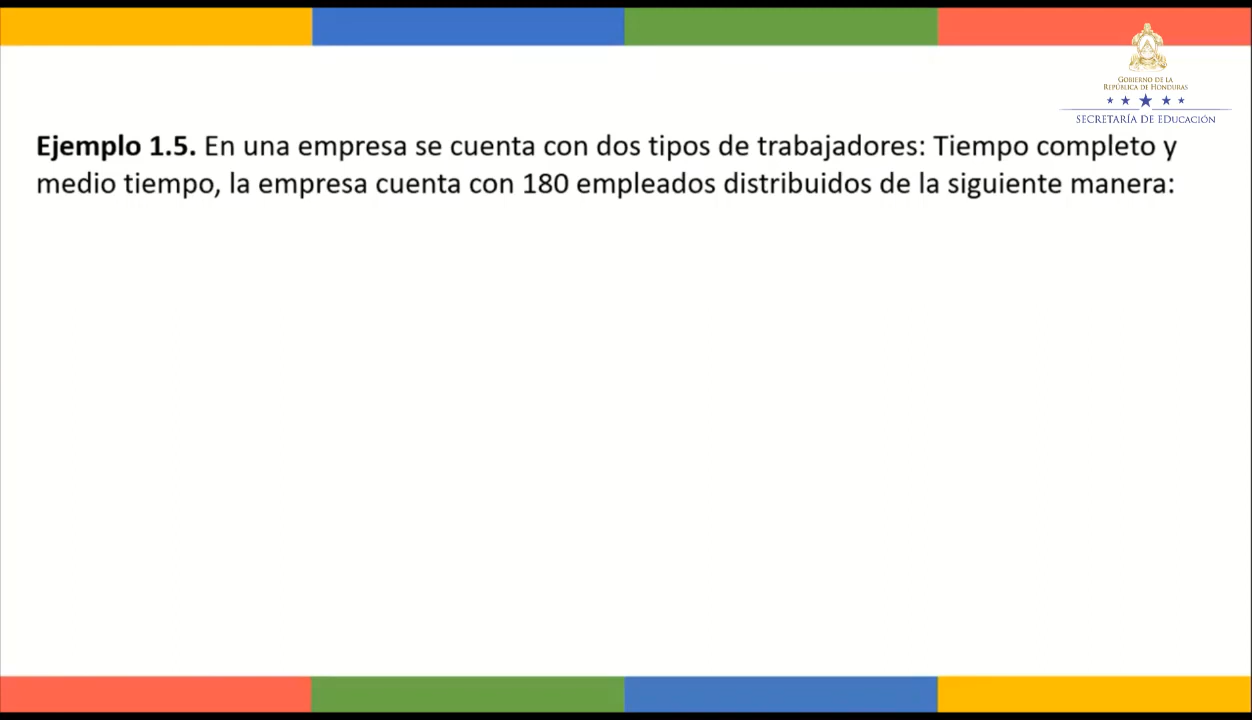 GOBIERNO DE LA
REPÚBLICA DE HONDURAS
SECRETARÍA DE EDUCACIÓN
Ejemplo 1.5. En una empresa se cuenta con dos tipos de trabajadores: Tiempo completo y
medio tiempo, la empresa cuenta con 180 empleados distribuidos de la siguiente manera: